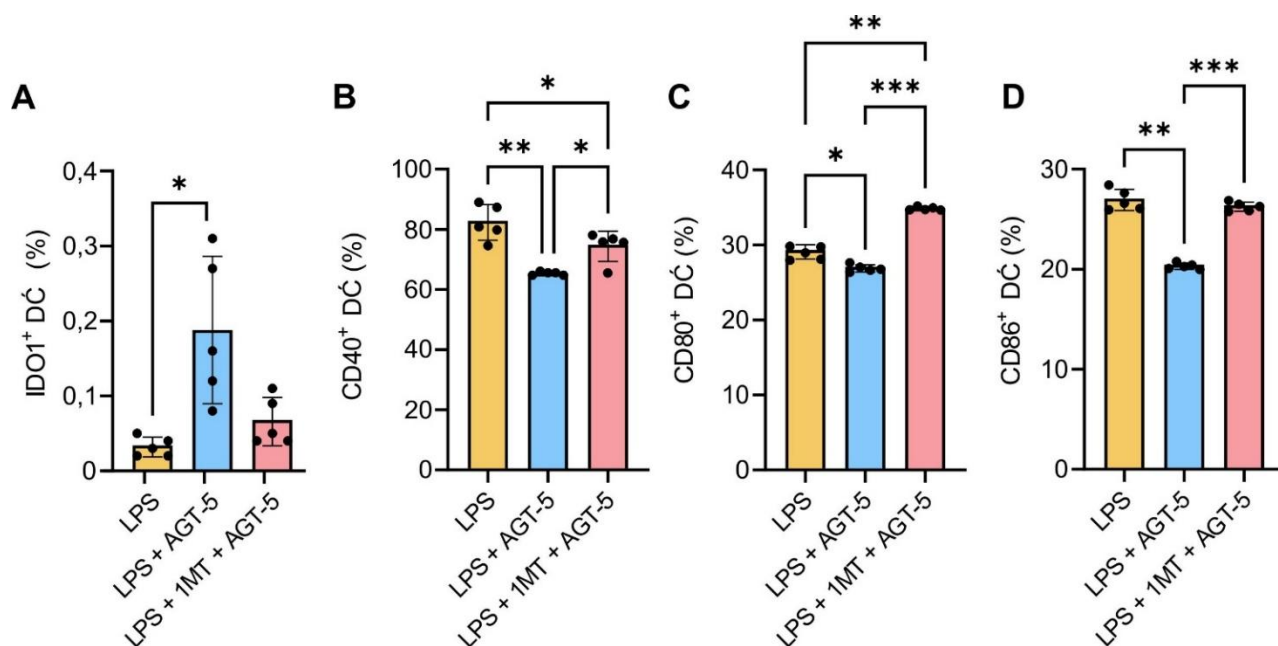 A
IDO1⁺ DĆ (%)
0,4
0,3
0,2
0,1
0
*
LPS
LPS + AGT-5
LPS + 1MT + AGT-5
B
CD40⁺ DĆ (%)
100
80
60
40
20
0
*
**
*
LPS
LPS + AGT-5
LPS + 1MT + AGT-5
C
CD80⁺ DĆ (%)
40
30
20
10
0
**
***
*
LPS
LPS + AGT-5
LPS + 1MT + AGT-5
D
CD86⁺ DĆ (%)
30
20
10
0
***
**
LPS
LPS + AGT-5
LPS + 1MT + AGT-5